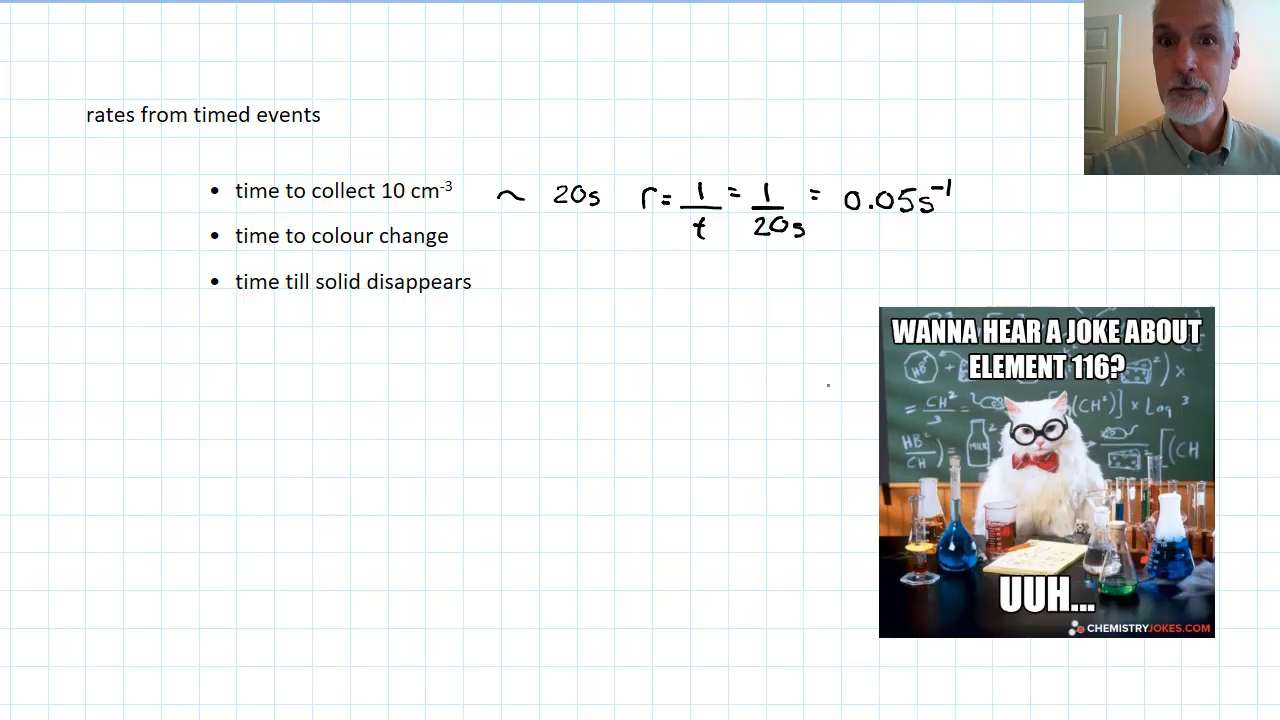 rates from timed events
• time to collect 10 cm⁻³ ~ 20s r = 1/t = 1/20s = 0.05s⁻¹
• time to colour change
• time till solid disappears
WANNA HEAR A JOKE ABOUT
ELEMENT 116?
UUH...
CHEMISTRYJOKES.COM